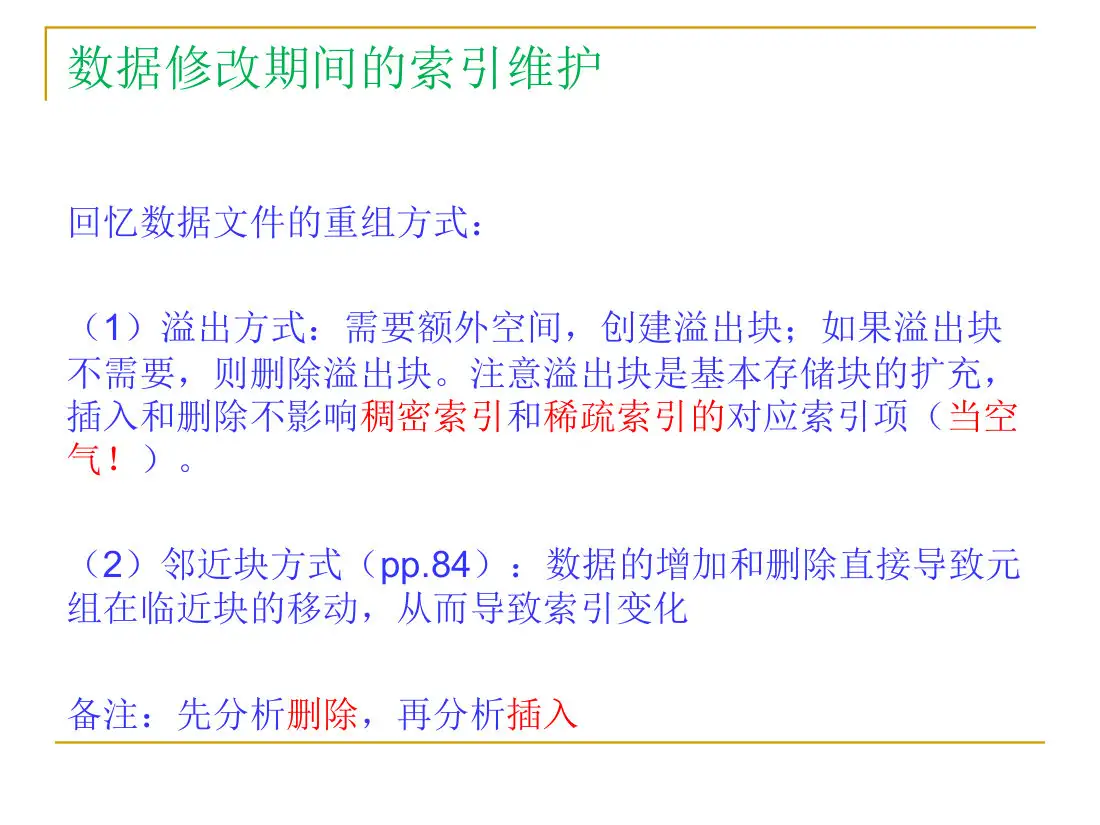 数据修改期间的索引维护
回忆数据文件的重组方式：
（1）溢出方式：需要额外空间，创建溢出块；如果溢出块
不需要，则删除溢出块。注意溢出块是基本存储块的扩充，
插入和删除不影响稠密索引和稀疏索引的对应索引项（当空
气！）。
（2）邻近块方式（pp.84）：数据的增加和删除直接导致元
组在临近块的移动，从而导致索引变化
备注：先分析删除，再分析插入